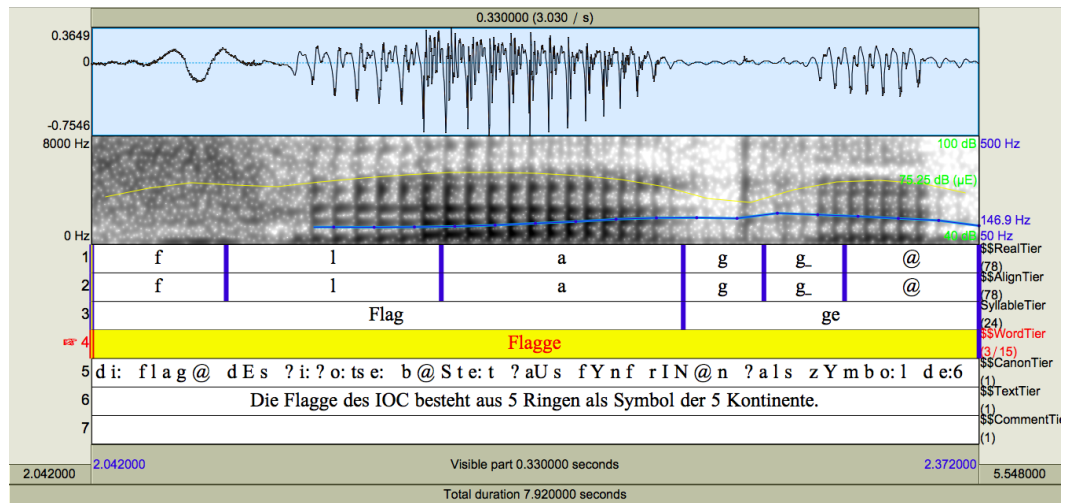 0.330000 (3.030 / s)
0.3649
0
-0.7546
8000 Hz
100 dB 500 Hz
75.25 dB (µE)
146.9 Hz
0 Hz
40 dB 50 Hz
1 f l a g g_ @ $$RealTier (78)
2 f l a g g_ @ $$AlignTier (78)
3 Flag ge SyllableTier (24)
4 Flagge $$WordTier (3/15)
5 d i: f l a g @ d E s ? i: ? o: ts e: b @ S t e: t ? a U s f Y n f r I N @ n ? a l s z Y m b o: l d e:6 $$CanonTier (1)
6 Die Flagge des IOC besteht aus 5 Ringen als Symbol der 5 Kontinente. $$TextTier (1)
7 $$CommentTie (1)
2.042000 2.042000 Visible part 0.330000 seconds 2.372000 5.548000
Total duration 7.920000 seconds